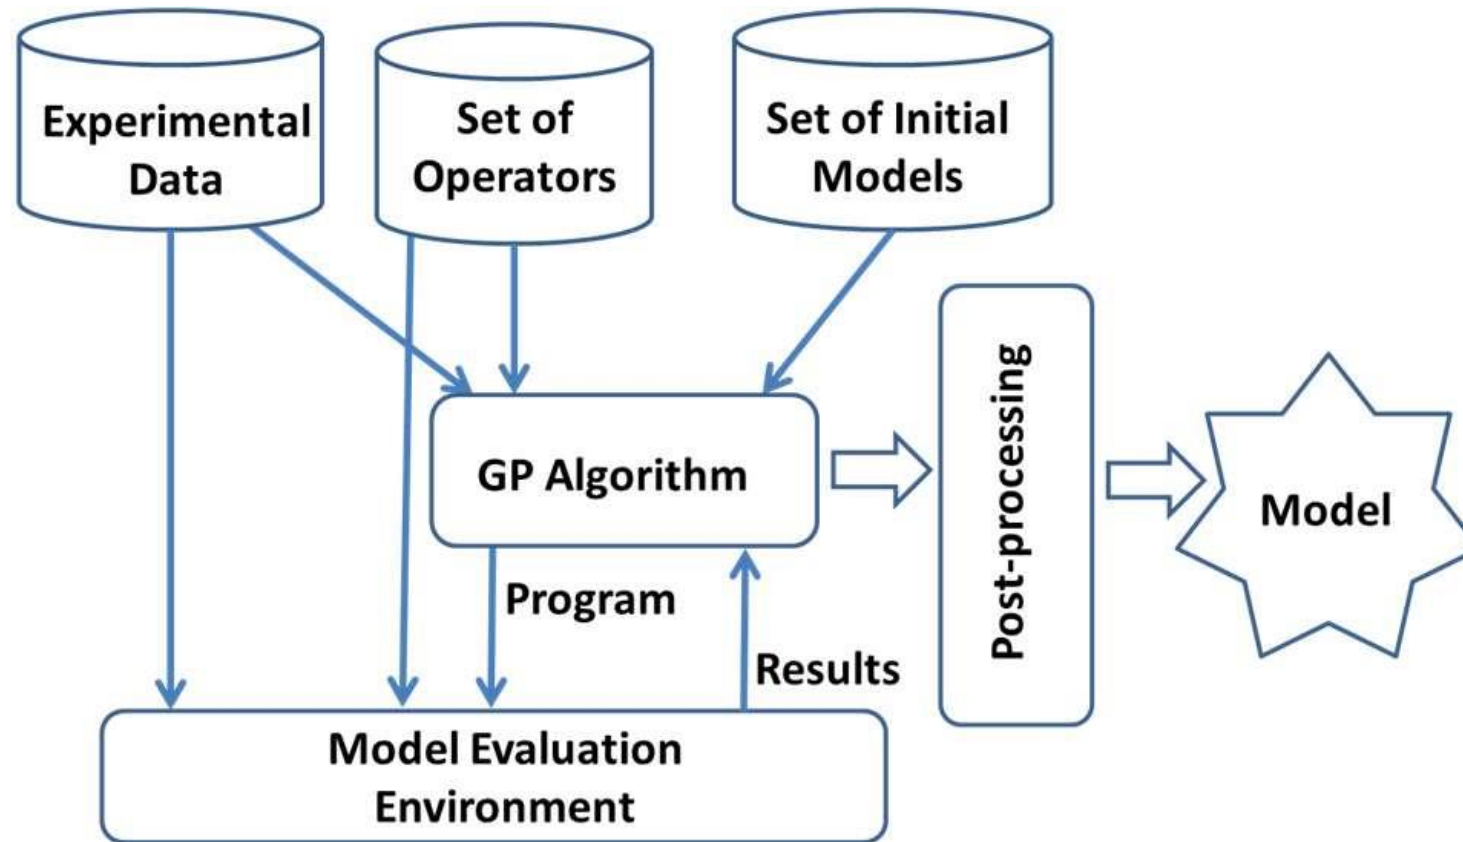 Experimental
Data
Set of
Operators
Set of Initial
Models
GP Algorithm
Post-processing
Model
Program
Results
Model Evaluation
Environment